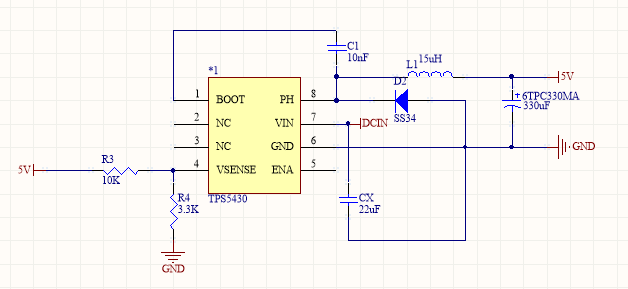 C1
10nF
*1
L1 15uH
D2
SS34
5V
+ 6TPC330MA
330uF
1 BOOT PH 8
2 NC VIN 7
DCIN
3 NC GND 6
GND
4 VSENSE ENA 5
TPS5430
5V
R3
10K
R4
3.3K
GND
CX
22uF